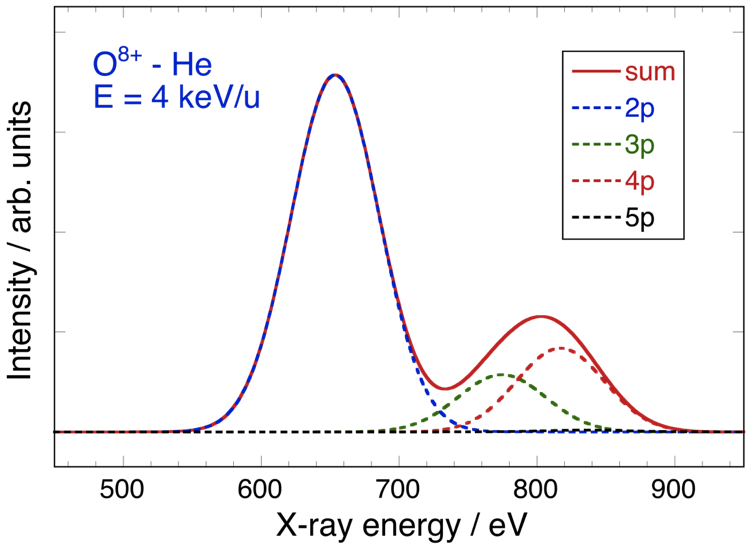 O8+ - He
E = 4 keV/u
sum
2p
3p
4p
5p
Intensity / arb. units
500 600 700 800 900
X-ray energy / eV